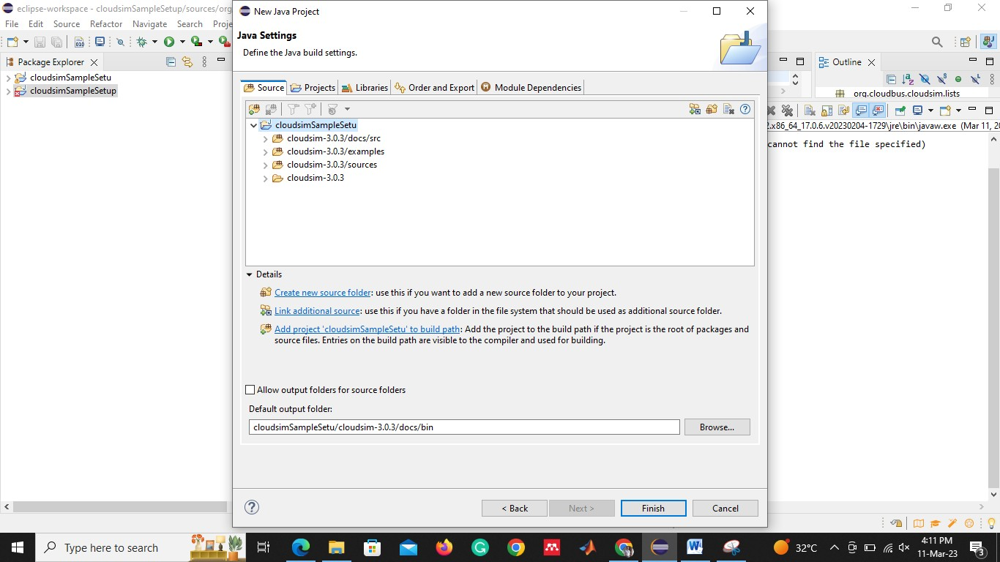 eclipse-workspace - cloudsimSampleSetup/sources/org
New Java Project
File Edit Source Refactor Navigate Search Proje
Java Settings
Define the Java build settings.
Package Explorer
cloudsimSampleSetu
cloudsimSampleSetup
Source Projects Libraries Order and Export Module Dependencies
cloudsimSampleSetu
cloudsim-3.0.3/docs/src
cloudsim-3.0.3/examples
cloudsim-3.0.3/sources
cloudsim-3.0.3
Details
Create new source folder: use this if you want to add a new source folder to your project.
Link additional source: use this if you have a folder in the file system that should be used as additional source folder.
Add project 'cloudsimSampleSetu' to build path: Add the project to the build path if the project is the root of packages and
source files. Entries on the build path are visible to the compiler and used for building.
Allow output folders for source folders
Default output folder:
cloudsimSampleSetu/cloudsim-3.0.3/docs/bin
Browse...
< Back
Next >
Finish
Cancel
Outline
org.cloudbus.cloudsim.lists
2.x86_64_17.0.6.v20230204-1729\jre\bin\javaw.exe (Mar 11, 20
cannot find the file specified)
Type here to search
32°C
4:11 PM
11-Mar-23
3